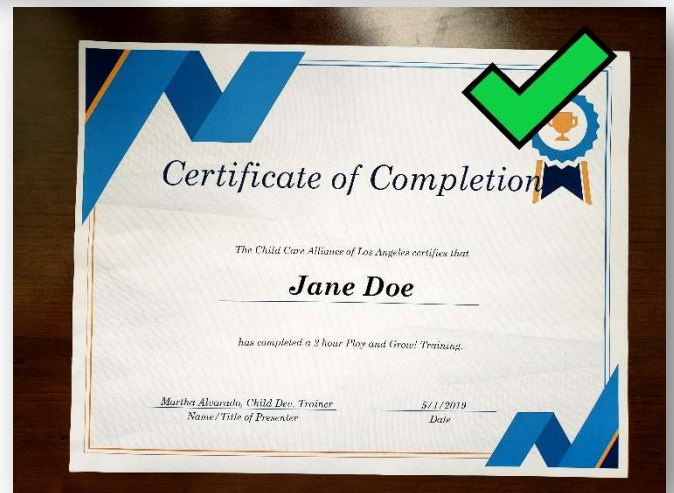 Certificate of Completion
The Child Care Alliance of Los Angeles certifies that
Jane Doe
has completed a 2 hour Play and Grow! Training.
Martha Alvarado, Child Dev. Trainer 5/1/2019
Name/Title of Presenter Date